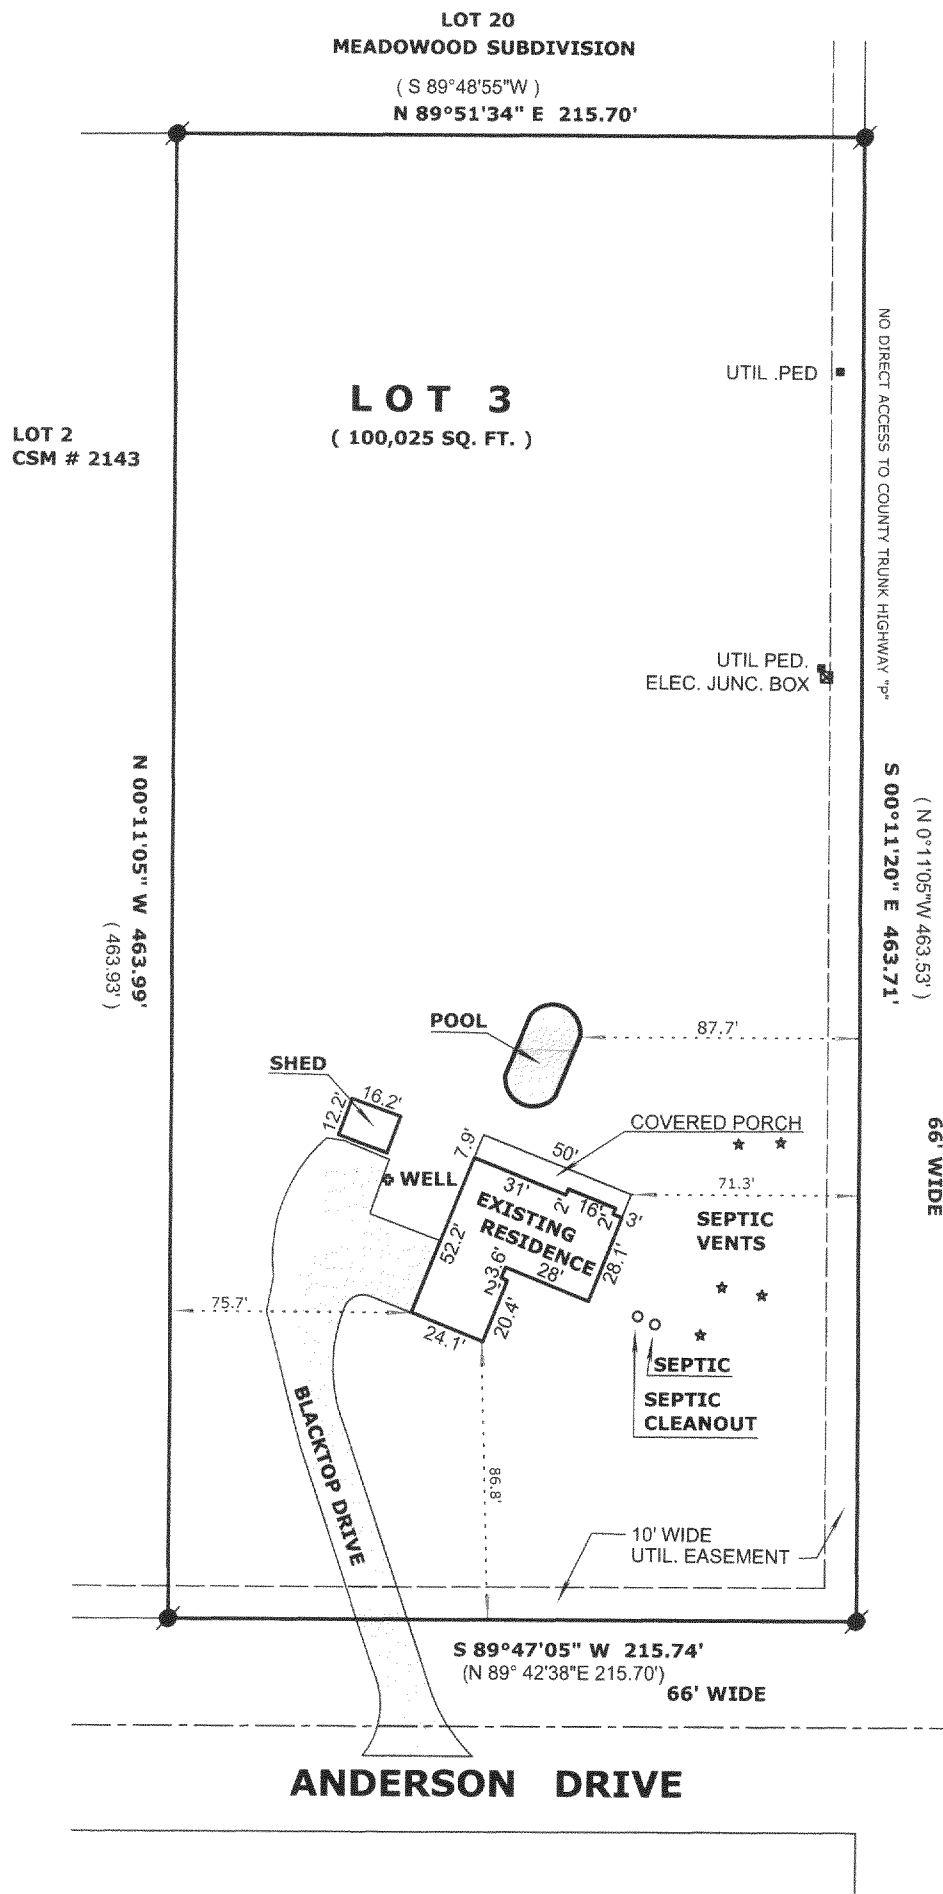 LOT 20
MEADOWOOD SUBDIVISION
( S 89°48'55"W )
N 89°51'34" E 215.70'
NO DIRECT ACCESS TO COUNTY TRUNK HIGHWAY "P"
UTIL .PED
LOT 3
( 100,025 SQ. FT. )
LOT 2
CSM # 2143
UTIL PED.
ELEC. JUNC. BOX
N 00°11'05" W 463.99'
( 463.93' )
S 00°11'20" E 463.71'
( N 0°11'05"W 463.53' )
POOL
87.7'
SHED
16.2'
12.2'
COVERED PORCH
66' WIDE
7.9'
50'
WELL
31'
2'
16'
2'
3'
71.3'
EXISTING
RESIDENCE
SEPTIC
VENTS
52.2'
3.6'
2'
28'
28.1'
20.4'
75.7'
24.1'
SEPTIC
SEPTIC
CLEANOUT
BLACKTOP DRIVE
86.8'
10' WIDE
UTIL. EASEMENT
S 89°47'05" W 215.74'
(N 89° 42'38"E 215.70')
66' WIDE
ANDERSON DRIVE